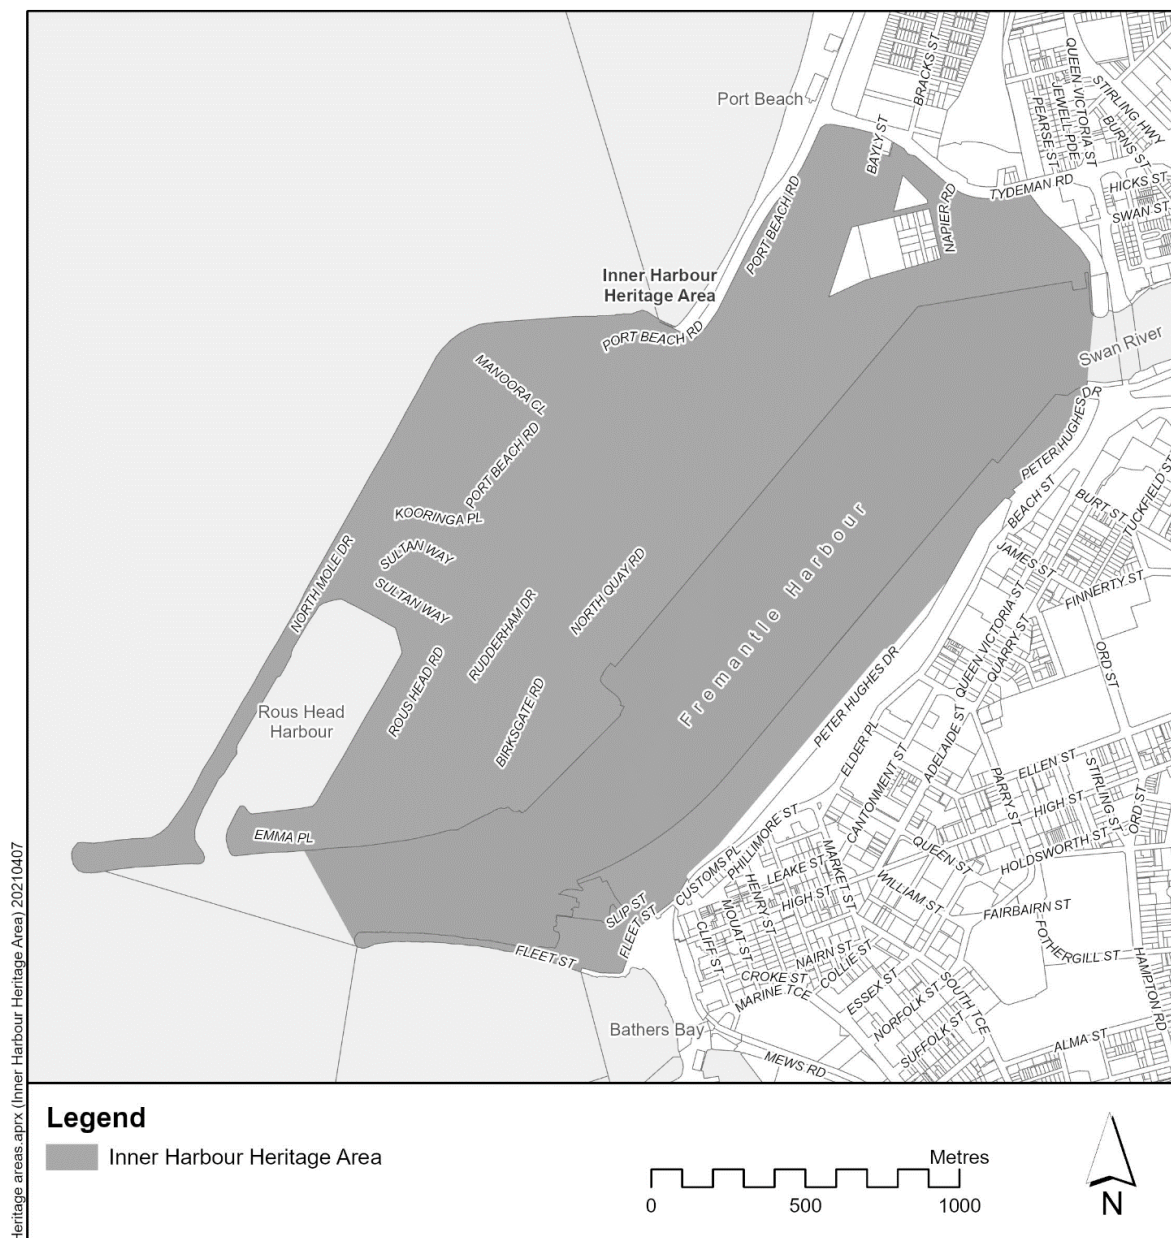 Port Beach
BRACKS ST
BAYLY ST
QUEEN VICTORIA ST
STIRLING HWY
JEWELL PDE
PEARSE ST
BURNS ST
HICKS ST
SWAN ST
TYDEMAN RD
NAPIER RD
PORT BEACH RD
Inner Harbour
Heritage Area
PORT BEACH RD
Swan River
MANOORA CL
PORT BEACH RD
KOORINGA PL
SULTAN WAY
SULTAN WAY
NORTH MOLE DR
NORTH QUAY RD
RUDDERHAM DR
ROUS HEAD RD
BIRKSGATE RD
Rous Head
Harbour
EMMA PL
Fremantle Harbour
PETER HUGHES DR
BEACH ST
BURT ST
TUCKFIELD ST
JAMES ST
FINNERTY ST
QUEEN VICTORIA ST
QUARRY ST
ORD ST
PETER HUGHES DR
ELDER PL
ADELAIDE ST
CANTONMENT ST
PARRY ST
ELLEN ST
HIGH ST
STIRLING ST
ORD ST
HOLDSWORTH ST
QUEEN ST
PHILLIMORE ST
CUSTOMS PL
LEAKE ST
MARKET ST
HIGH ST
HENRY ST
MOUAT ST
CLIFF ST
WILLIAM ST
FAIRBAIRN ST
FOTHERGILL ST
HAMPTON RD
SLIP ST
FLEET ST
FLEET ST
NAIRN ST
COLLIE ST
CROKE ST
MARINE TCE
ESSEX ST
NORFOLK ST
SOUTH TCE
SUFFOLK ST
ALMA ST
Bathers Bay
MEWS RD
Heritage areas.aprx (Inner Harbour Heritage Area) 20210407
Legend
Inner Harbour Heritage Area
Metres
0 500 1000
N